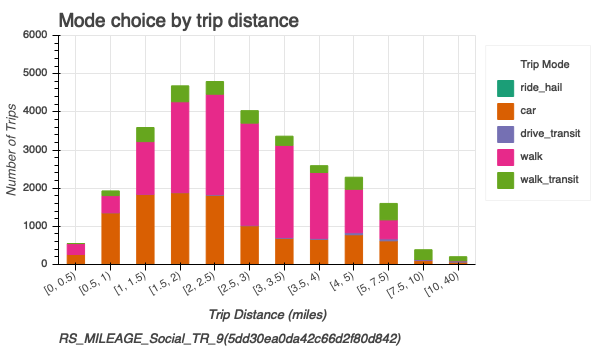 Mode choice by trip distance
Number of Trips
6000
5000
4000
3000
2000
1000
0
[0, 0.5)
[0.5, 1)
[1, 1.5)
[1.5, 2)
[2, 2.5)
[2.5, 3)
[3, 3.5)
[3.5, 4)
[4, 5)
[5, 7.5)
[7.5, 10)
[10, 40)
Trip Distance (miles)
RS_MILEAGE_Social_TR_9(5dd30ea0da42c66d2f80d842)
Trip Mode
ride_hail
car
drive_transit
walk
walk_transit